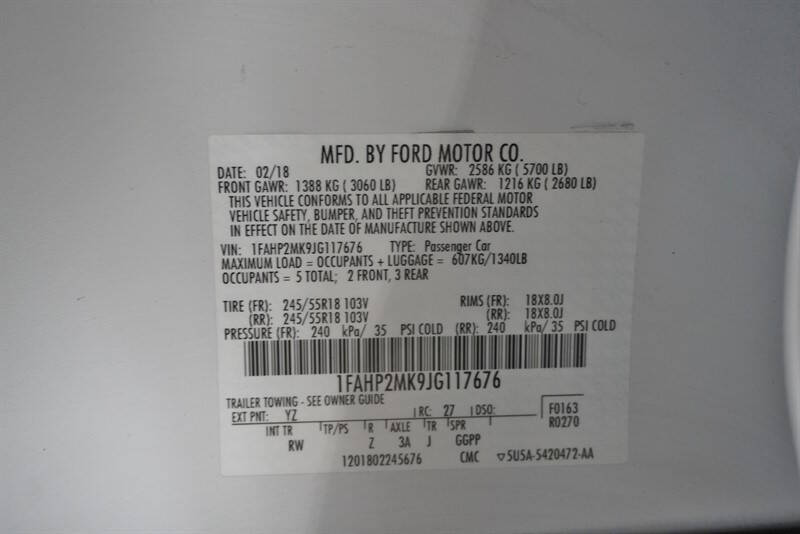 MFD. BY FORD MOTOR CO.
DATE: 02/18 GVWR: 2586 KG ( 5700 LB)
FRONT GAWR: 1388 KG ( 3060 LB) REAR GAWR: 1216 KG ( 2680 LB)
THIS VEHICLE CONFORMS TO ALL APPLICABLE FEDERAL MOTOR
VEHICLE SAFETY, BUMPER, AND THEFT PREVENTION STANDARDS
IN EFFECT ON THE DATE OF MANUFACTURE SHOWN ABOVE.
VIN: 1FAHP2MK9JG117676 TYPE: Passenger Car
MAXIMUM LOAD = OCCUPANTS + LUGGAGE = 607KG/1340LB
OCCUPANTS = 5 TOTAL; 2 FRONT, 3 REAR
TIRE (FR): 245/55R18 103V RIMS (FR): 18X8.0J
(RR): 245/55R18 103V (RR): 18X8.0J
PRESSURE (FR): 240 kPa/ 35 PSI COLD (RR): 240 kPa/ 35 PSI COLD
1FAHP2MK9JG117676
TRAILER TOWING - SEE OWNER GUIDE
EXT PNT: YZ RC: 27 DSO: F0163
R0270
INT TR TP/PS R AXLE TR SPR
RW Z 3A J GGPP
1201802245676 CMC ▽5U5A-5420472-AA